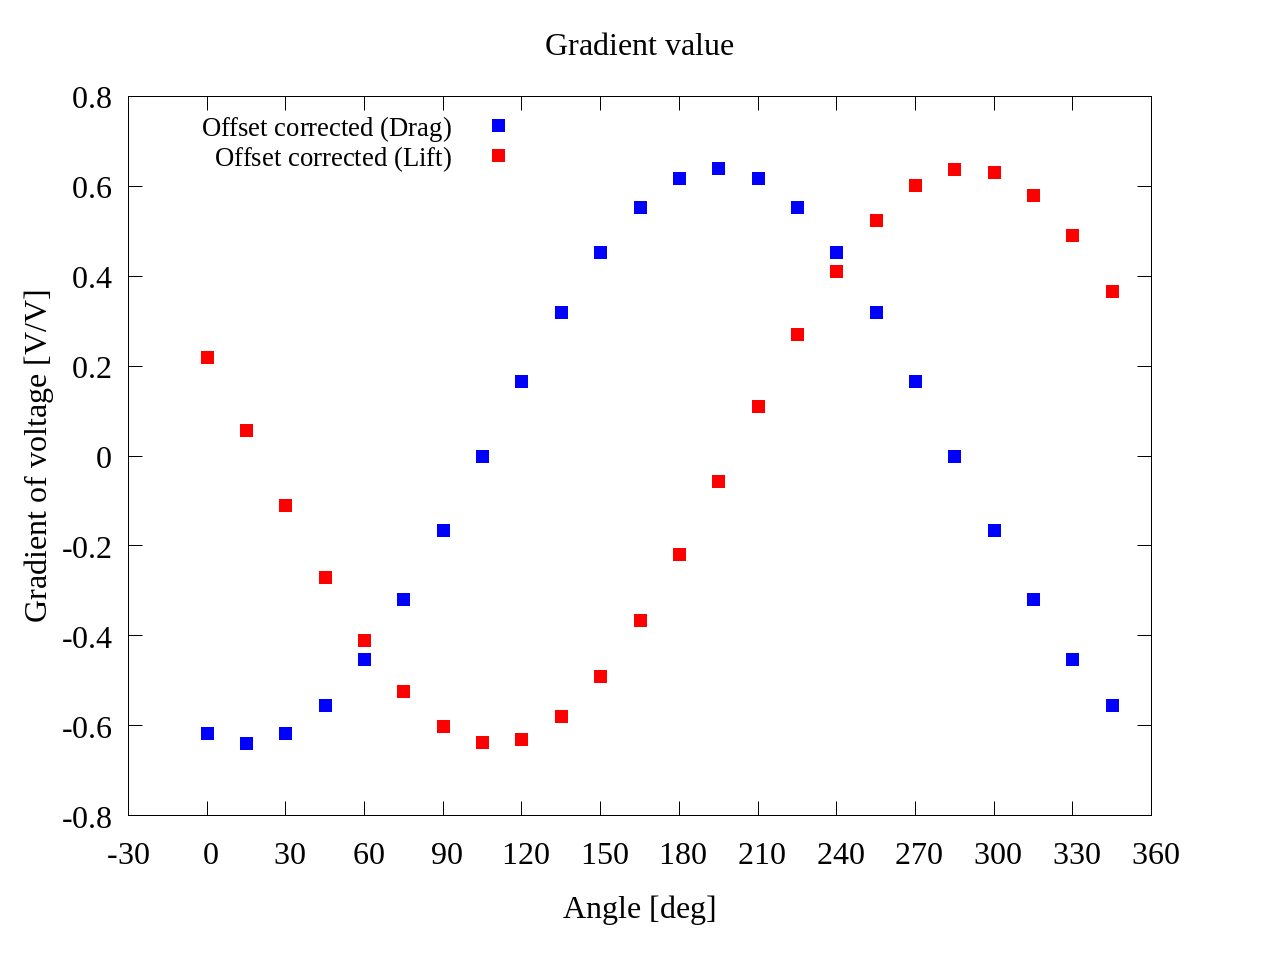 Gradient value
Offset corrected (Drag)
Offset corrected (Lift)
Gradient of voltage [V/V]
0.8
0.6
0.4
0.2
0
-0.2
-0.4
-0.6
-0.8
-30 0 30 60 90 120 150 180 210 240 270 300 330 360
Angle [deg]